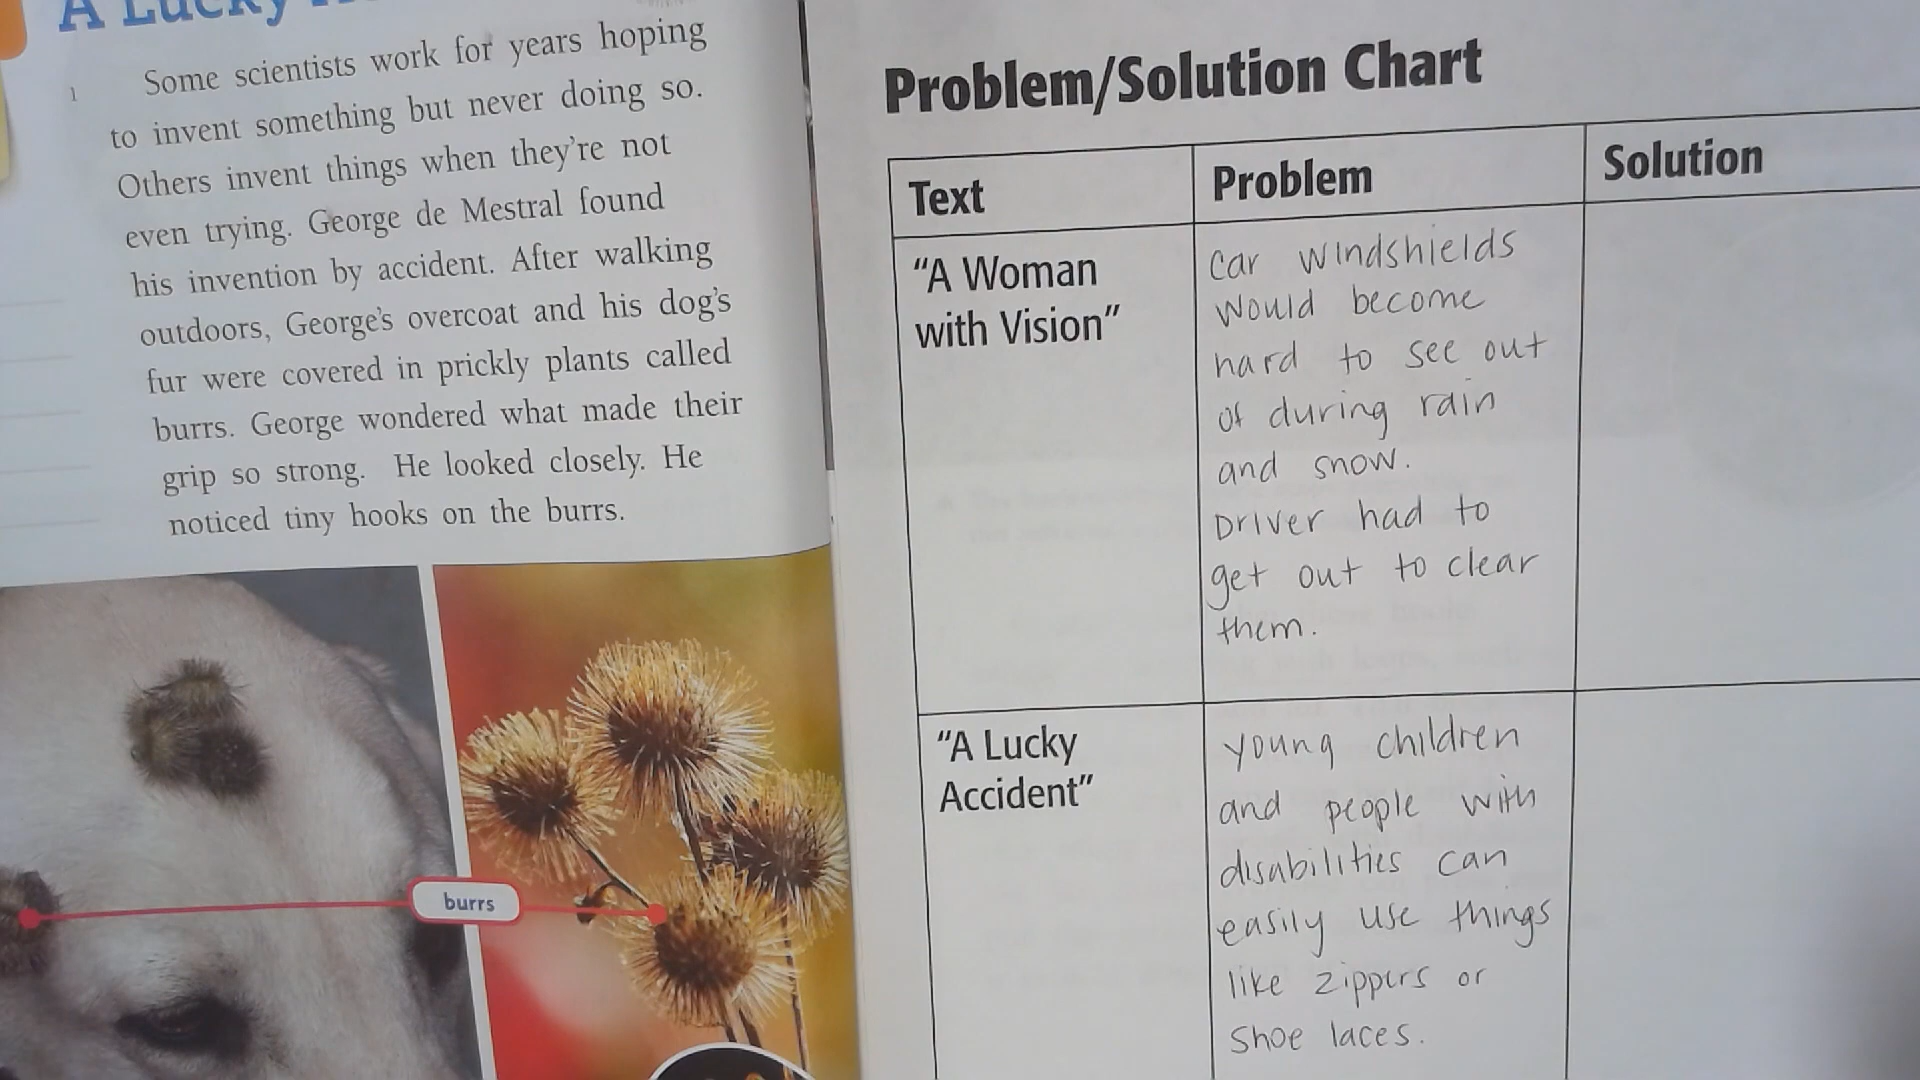 A Lucky
1 Some scientists work for years hoping
to invent something but never doing so.
Others invent things when they're not
even trying. George de Mestral found
his invention by accident. After walking
outdoors, George's overcoat and his dog's
fur were covered in prickly plants called
burrs. George wondered what made their
grip so strong. He looked closely. He
noticed tiny hooks on the burrs.
burrs
Problem/Solution Chart
Text
Problem
Solution
"A Woman
with Vision"
Car windshields
would become
hard to see out
of during rain
and snow.
Driver had to
get out to clear
them.
"A Lucky
Accident"
young children
and people with
disabilities can
easily use things
like zippers or
shoe laces.